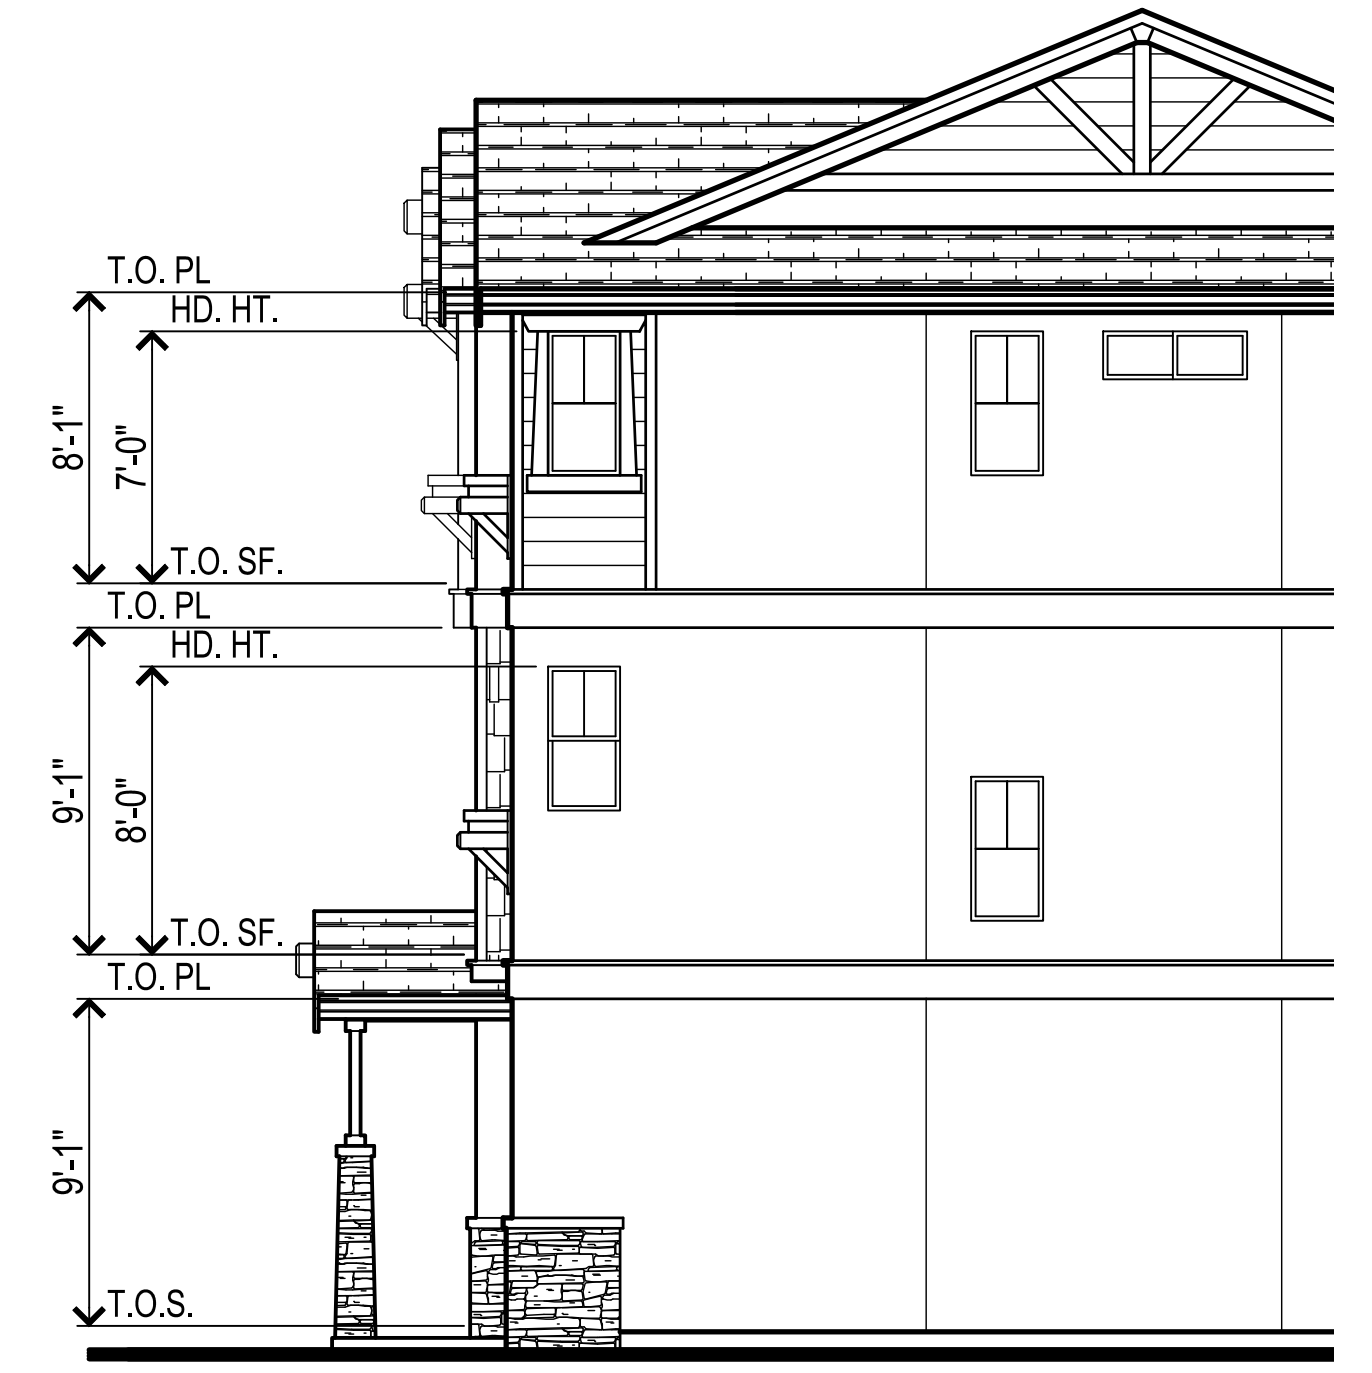 T.O. PL
HD. HT.
8'-1"
7'-0"
T.O. SF.
T.O. PL
HD. HT.
9'-1"
8'-0"
T.O. SF.
T.O. PL
9'-1"
T.O.S.